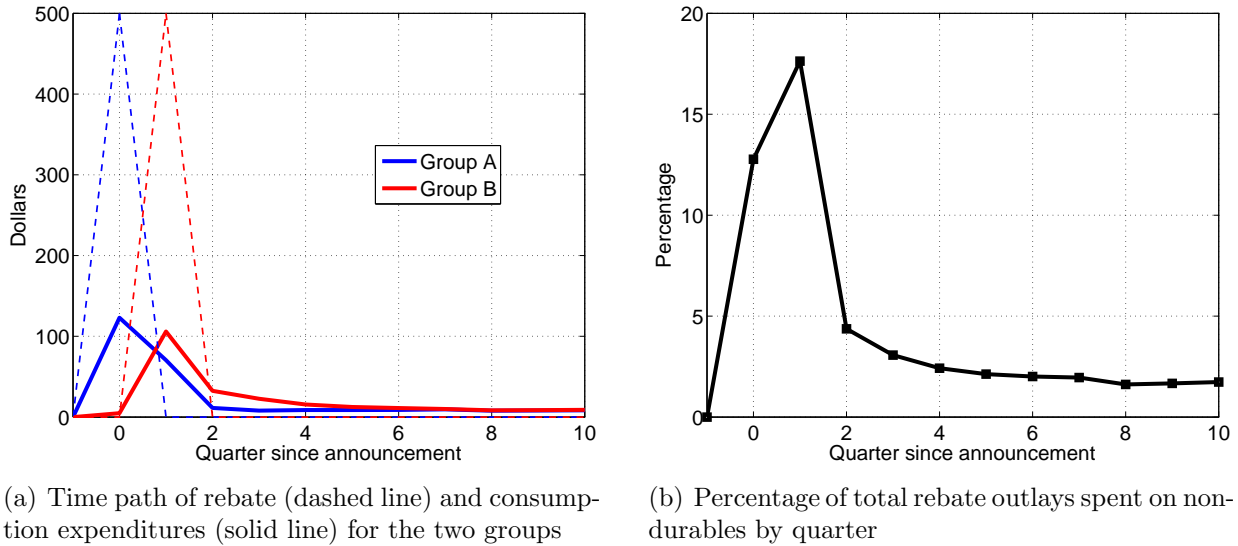 500
400
300
200
100
0
Dollars
Group A
Group B
0
2
4
6
8
10
Quarter since announcement
(a) Time path of rebate (dashed line) and consump-
tion expenditures (solid line) for the two groups
20
15
10
5
0
Percentage
0
2
4
6
8
10
Quarter since announcement
(b) Percentage of total rebate outlays spent on non-
durables by quarter